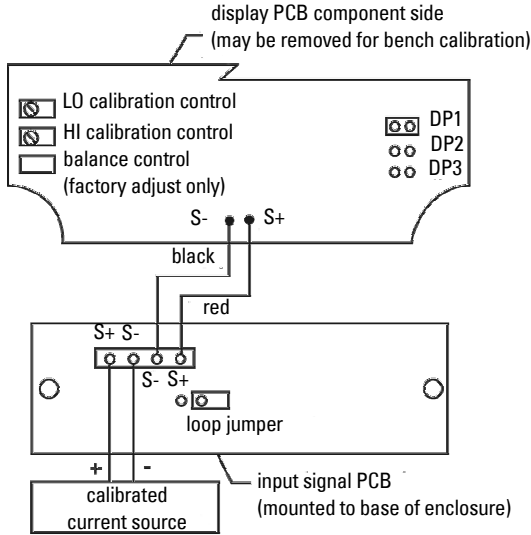 display PCB component side
(may be removed for bench calibration)
LO calibration control
HI calibration control
balance control
(factory adjust only)
DP1
DP2
DP3
S- S+
black
red
S+ S-
S- S+
loop jumper
+ -
calibrated
current source
input signal PCB
(mounted to base of enclosure)